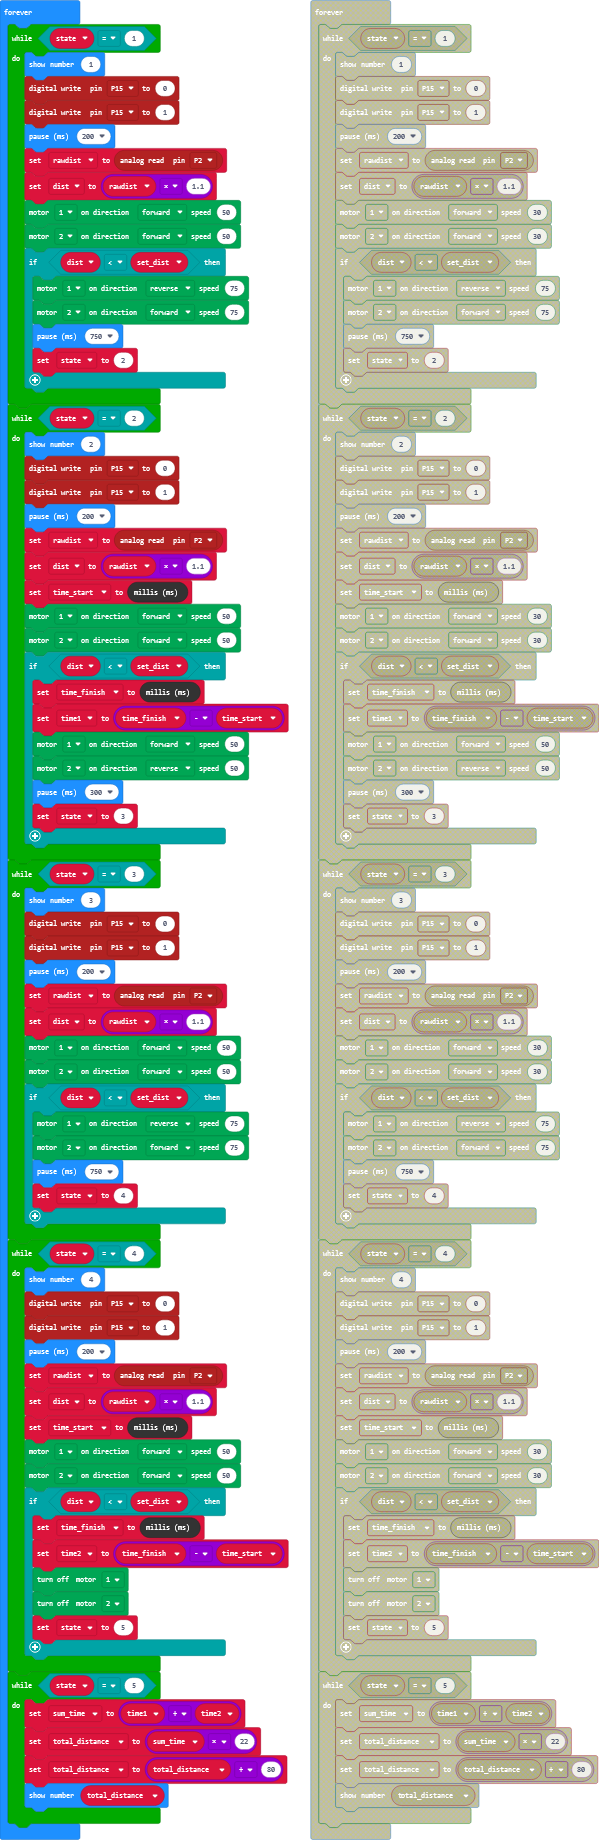 forever
while state = 1
do
show number 1
digital write pin P15 to 0
digital write pin P15 to 1
pause (ms) 200
set rawdist to analog read pin P2
set dist to rawdist × 1.1
motor 1 on direction forward speed 50
motor 2 on direction forward speed 50
if dist < set_dist then
motor 1 on direction reverse speed 75
motor 2 on direction forward speed 75
pause (ms) 750
set state to 2
while state = 2
do
show number 2
digital write pin P15 to 0
digital write pin P15 to 1
pause (ms) 200
set rawdist to analog read pin P2
set dist to rawdist × 1.1
set time_start to millis (ms)
motor 1 on direction forward speed 50
motor 2 on direction forward speed 50
if dist < set_dist then
set time_finish to millis (ms)
set time1 to time_finish - time_start
motor 1 on direction forward speed 50
motor 2 on direction reverse speed 50
pause (ms) 300
set state to 3
while state = 3
do
show number 3
digital write pin P15 to 0
digital write pin P15 to 1
pause (ms) 200
set rawdist to analog read pin P2
set dist to rawdist × 1.1
motor 1 on direction forward speed 50
motor 2 on direction forward speed 50
if dist < set_dist then
motor 1 on direction reverse speed 75
motor 2 on direction forward speed 75
pause (ms) 750
set state to 4
while state = 4
do
show number 4
digital write pin P15 to 0
digital write pin P15 to 1
pause (ms) 200
set rawdist to analog read pin P2
set dist to rawdist × 1.1
set time_start to millis (ms)
motor 1 on direction forward speed 50
motor 2 on direction forward speed 50
if dist < set_dist then
set time_finish to millis (ms)
set time2 to time_finish - time_start
turn off motor 1
turn off motor 2
set state to 5
while state = 5
do
set sum_time to time1 + time2
set total_distance to sum_time × 22
set total_distance to total_distance + 80
show number total_distance
forever
while state = 1
do
show number 1
digital write pin P15 to 0
digital write pin P15 to 1
pause (ms) 200
set rawdist to analog read pin P2
set dist to rawdist × 1.1
motor 1 on direction forward speed 30
motor 2 on direction forward speed 30
if dist < set_dist then
motor 1 on direction reverse speed 75
motor 2 on direction forward speed 75
pause (ms) 750
set state to 2
while state = 2
do
show number 2
digital write pin P15 to 0
digital write pin P15 to 1
pause (ms) 200
set rawdist to analog read pin P2
set dist to rawdist × 1.1
set time_start to millis (ms)
motor 1 on direction forward speed 30
motor 2 on direction forward speed 30
if dist < set_dist then
set time_finish to millis (ms)
set time1 to time_finish - time_start
motor 1 on direction forward speed 50
motor 2 on direction reverse speed 50
pause (ms) 300
set state to 3
while state = 3
do
show number 3
digital write pin P15 to 0
digital write pin P15 to 1
pause (ms) 200
set rawdist to analog read pin P2
set dist to rawdist × 1.1
motor 1 on direction forward speed 30
motor 2 on direction forward speed 30
if dist < set_dist then
motor 1 on direction reverse speed 75
motor 2 on direction forward speed 75
pause (ms) 750
set state to 4
while state = 4
do
show number 4
digital write pin P15 to 0
digital write pin P15 to 1
pause (ms) 200
set rawdist to analog read pin P2
set dist to rawdist × 1.1
set time_start to millis (ms)
motor 1 on direction forward speed 30
motor 2 on direction forward speed 30
if dist < set_dist then
set time_finish to millis (ms)
set time2 to time_finish - time_start
turn off motor 1
turn off motor 2
set state to 5
while state = 5
do
set sum_time to time1 + time2
set total_distance to sum_time × 22
set total_distance to total_distance + 80
show number total_distance